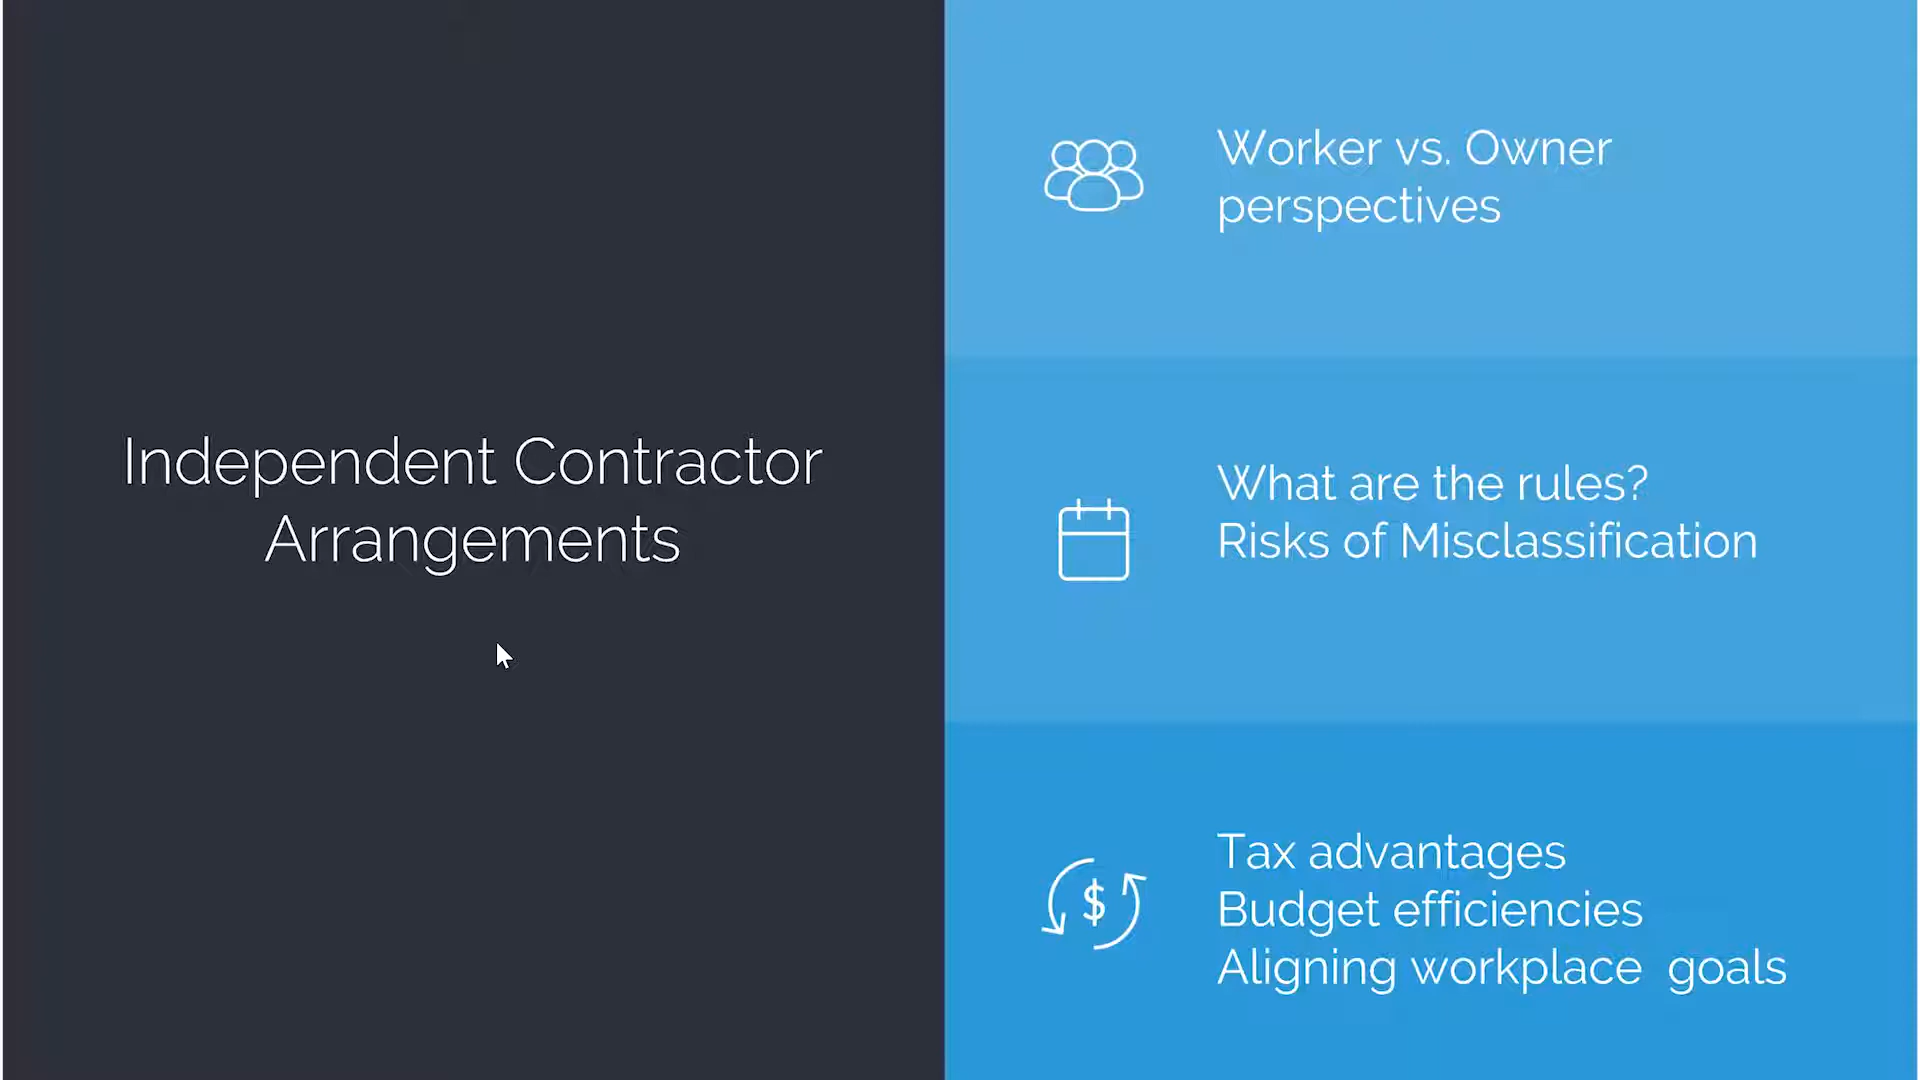 Independent Contractor
Arrangements
Worker vs. Owner
perspectives
What are the rules?
Risks of Misclassification
$
Tax advantages
Budget efficiencies
Aligning workplace  goals